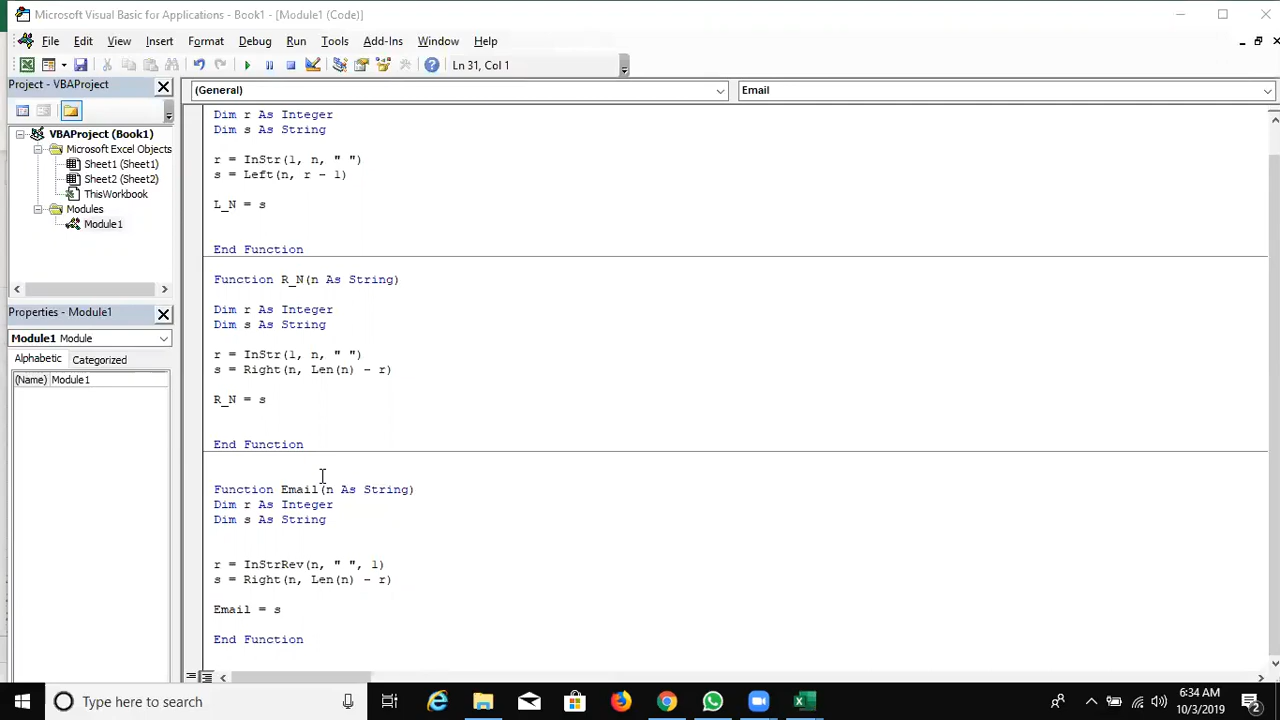 Microsoft Visual Basic for Applications - Book1 - [Module1 (Code)]
File Edit View Insert Format Debug Run Tools Add-Ins Window Help
Ln 31, Col 1
Project - VBAProject
(General)
Email
VBAProject (Book1)
Microsoft Excel Objects
Sheet1 (Sheet1)
Sheet2 (Sheet2)
ThisWorkbook
Modules
Module1
Properties - Module1
Module1 Module
Alphabetic Categorized
(Name) Module1
Dim r As Integer
Dim s As String
r = InStr(1, n, " ")
s = Left(n, r - 1)
L_N = s
End Function
Function R_N(n As String)
Dim r As Integer
Dim s As String
r = InStr(1, n, " ")
s = Right(n, Len(n) - r)
R_N = s
End Function
Function Email(n As String)
Dim r As Integer
Dim s As String
r = InStrRev(n, " ", 1)
s = Right(n, Len(n) - r)
Email = s
End Function
Type here to search
6:34 AM
10/3/2019
2